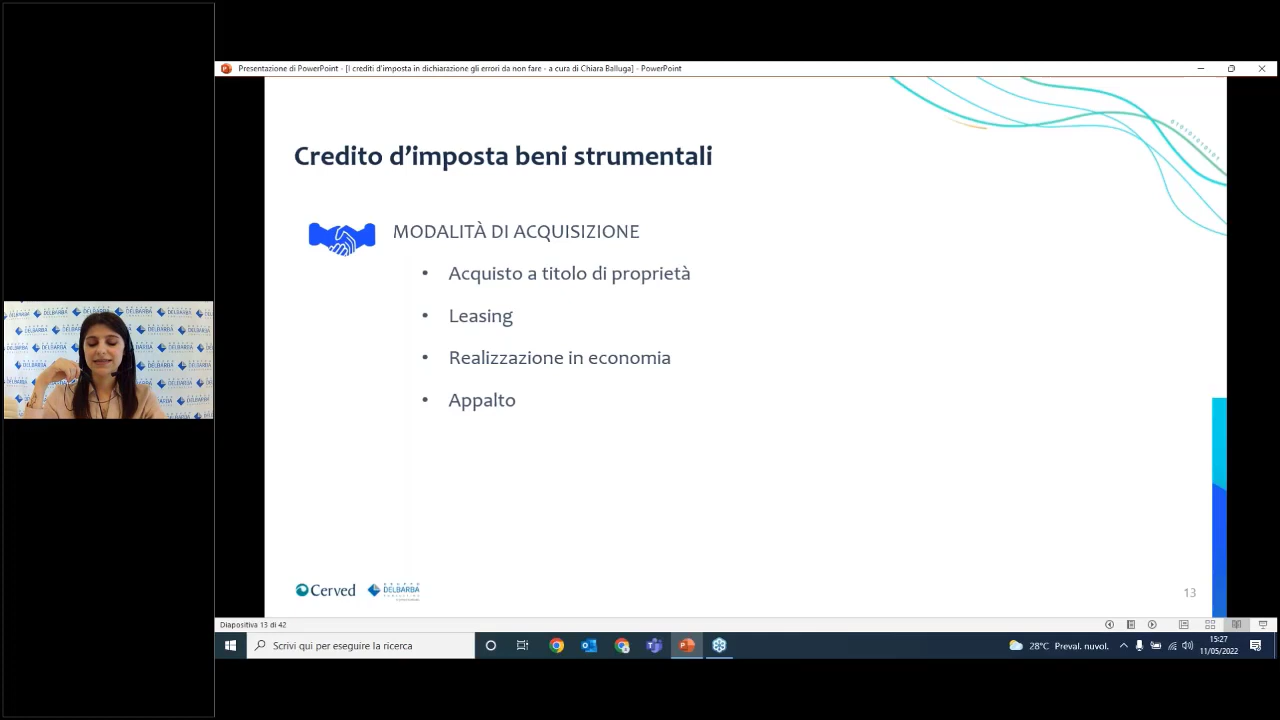 Presentazione di PowerPoint - [I crediti d'imposta in dichiarazione gli errori da non fare - a cura di Chiara Balluga] - PowerPoint
Credito d’imposta beni strumentali
MODALITÀ DI ACQUISIZIONE
• Acquisto a titolo di proprietà
• Leasing
• Realizzazione in economia
• Appalto
Cerved
GRUPPO
DELBARBA
CONSULTING
13
Diapositiva 13 di 42
Scrivi qui per eseguire la ricerca
28°C Preval. nuvol.
15:27
11/05/2022